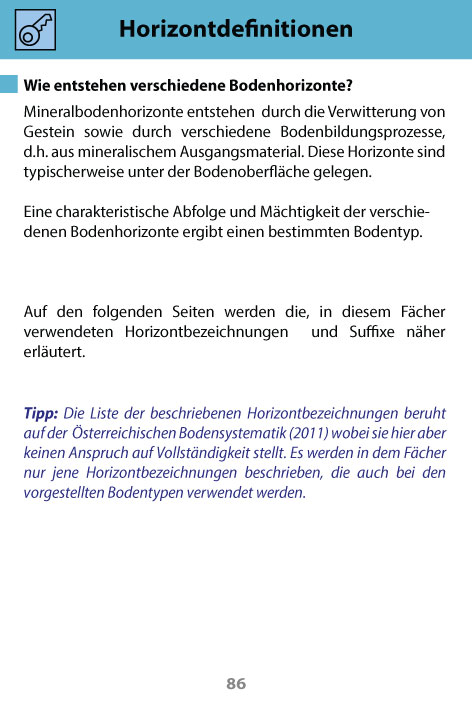 Horizontdefinitionen
Wie entstehen verschiedene Bodenhorizonte?
Mineralbodenhorizonte entstehen durch die Verwitterung von
Gestein sowie durch verschiedene Bodenbildungsprozesse,
d.h. aus mineralischem Ausgangsmaterial. Diese Horizonte sind
typischerweise unter der Bodenoberfläche gelegen.
Eine charakteristische Abfolge und Mächtigkeit der verschie-
denen Bodenhorizonte ergibt einen bestimmten Bodentyp.
Auf den folgenden Seiten werden die, in diesem Fächer
verwendeten Horizontbezeichnungen und Suffixe näher
erläutert.
Tipp: Die Liste der beschriebenen Horizontbezeichnungen beruht
auf der Österreichischen Bodensystematik (2011) wobei sie hier aber
keinen Anspruch auf Vollständigkeit stellt. Es werden in dem Fächer
nur jene Horizontbezeichnungen beschrieben, die auch bei den
vorgestellten Bodentypen verwendet werden.
86